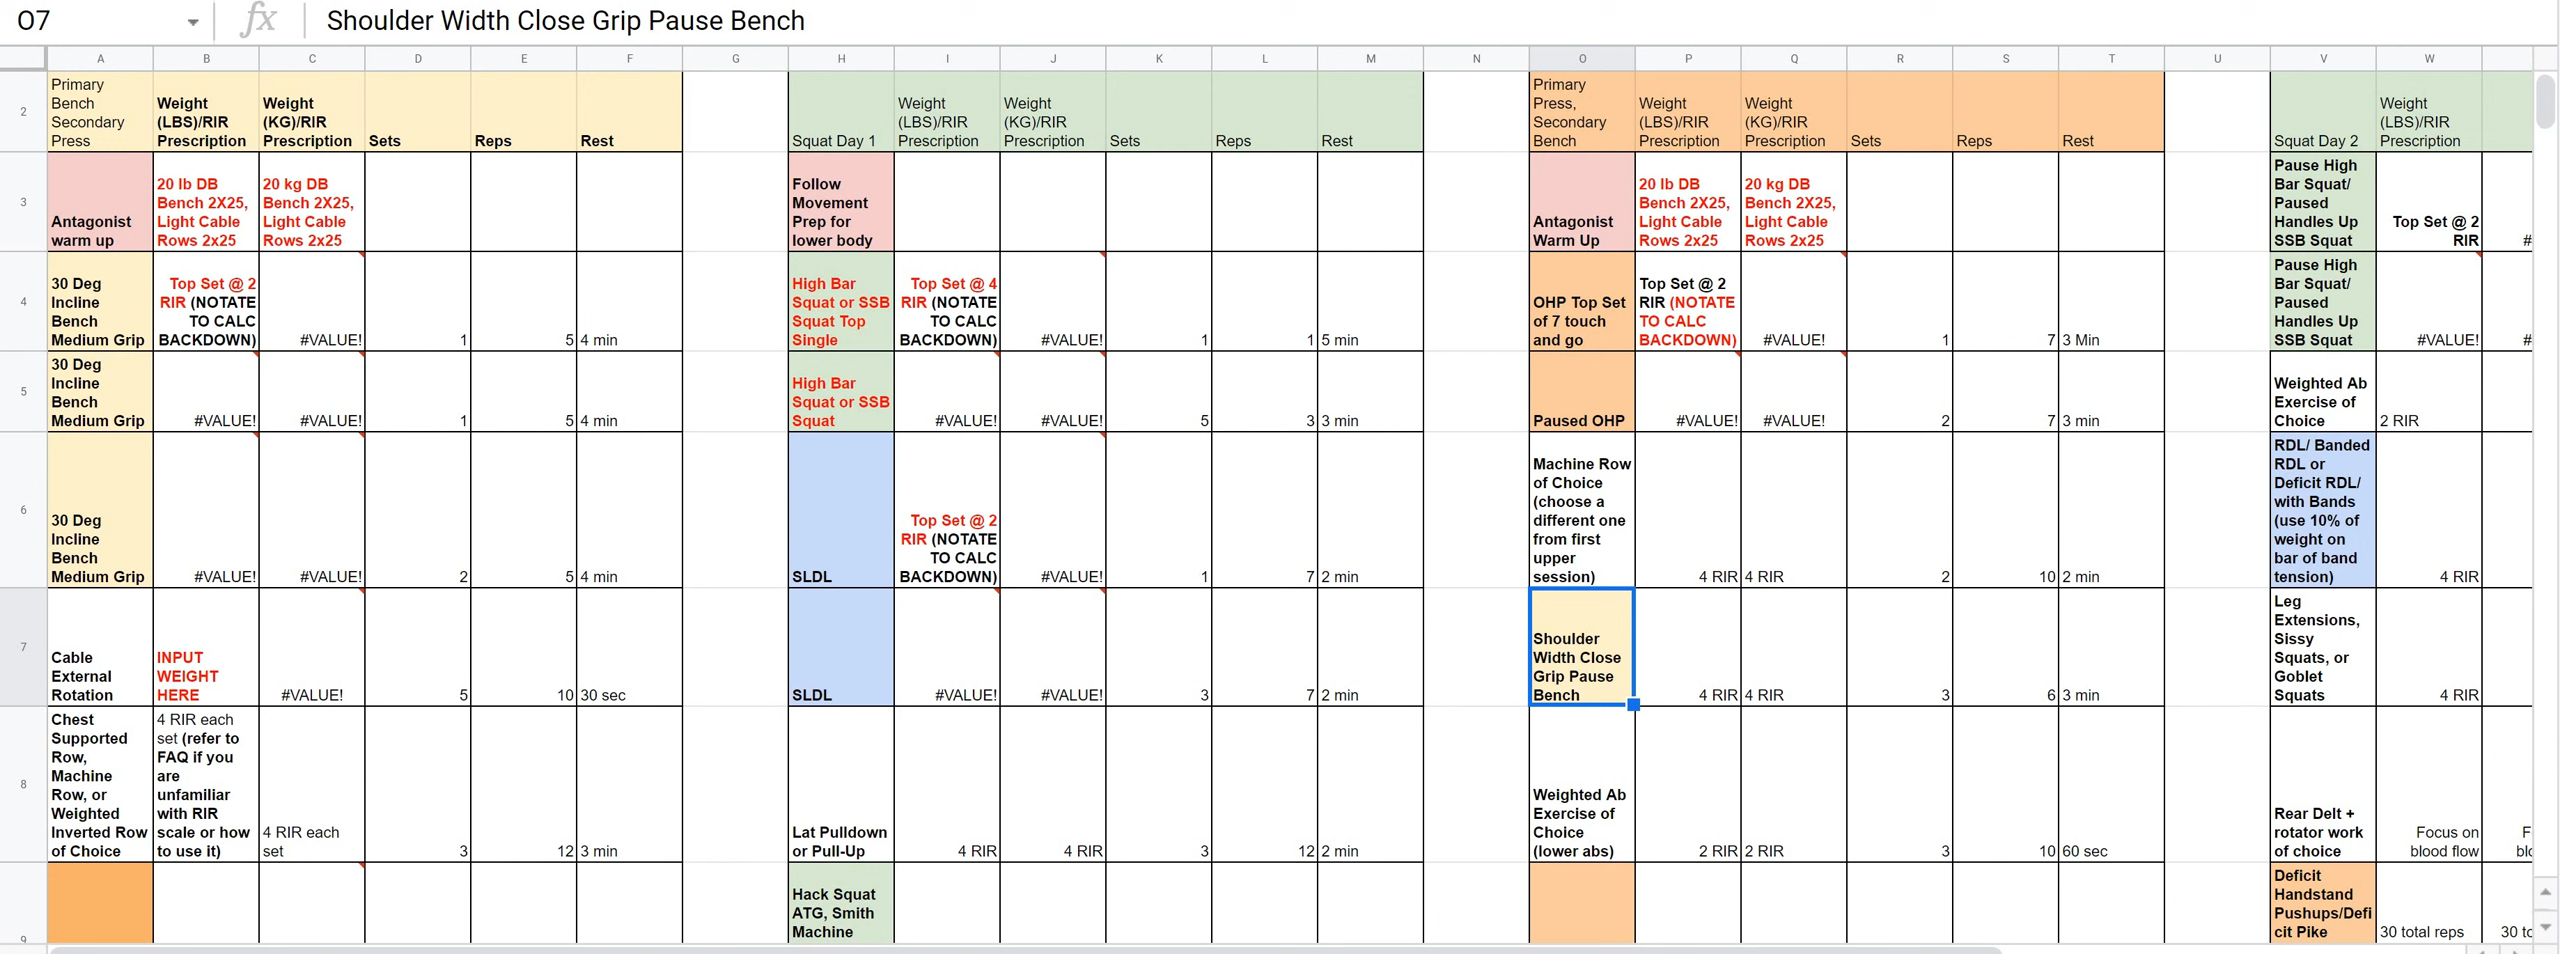 O7
fx
Shoulder Width Close Grip Pause Bench
A B C D E F G H I J K L M N O P Q R S T U V W
2
Primary
Bench
Secondary
Press
Weight
(LBS)/RIR
Prescription
Weight
(KG)/RIR
Prescription
Sets
Reps
Rest
Squat Day 1
Weight
(LBS)/RIR
Prescription
Weight
(KG)/RIR
Prescription
Sets
Reps
Rest
Primary
Press,
Secondary
Bench
Weight
(LBS)/RIR
Prescription
Weight
(KG)/RIR
Prescription
Sets
Reps
Rest
Squat Day 2
Weight
(LBS)/RIR
Prescription
3
Antagonist
warm up
20 lb DB
Bench 2X25,
Light Cable
Rows 2x25
20 kg DB
Bench 2X25,
Light Cable
Rows 2x25
Follow
Movement
Prep for
lower body
Antagonist
Warm Up
20 lb DB
Bench 2X25,
Light Cable
Rows 2x25
20 kg DB
Bench 2X25,
Light Cable
Rows 2x25
Pause High
Bar Squat/
Paused
Handles Up
SSB Squat
Top Set @ 2
RIR
#
4
30 Deg
Incline
Bench
Medium Grip
Top Set @ 2
RIR (NOTATE
TO CALC
BACKDOWN)
#VALUE!
1
5
4 min
High Bar
Squat or SSB
Squat Top
Single
Top Set @ 4
RIR (NOTATE
TO CALC
BACKDOWN)
#VALUE!
1
1
5 min
OHP Top Set
of 7 touch
and go
Top Set @ 2
RIR (NOTATE
TO CALC
BACKDOWN)
#VALUE!
1
7
3 Min
Pause High
Bar Squat/
Paused
Handles Up
SSB Squat
#VALUE!
#
5
30 Deg
Incline
Bench
Medium Grip
#VALUE!
#VALUE!
1
5
4 min
High Bar
Squat or SSB
Squat
#VALUE!
#VALUE!
5
3
3 min
Paused OHP
#VALUE!
#VALUE!
2
7
3 min
Weighted Ab
Exercise of
Choice
2 RIR
6
30 Deg
Incline
Bench
Medium Grip
#VALUE!
#VALUE!
2
5
4 min
SLDL
Top Set @ 2
RIR (NOTATE
TO CALC
BACKDOWN)
#VALUE!
1
7
2 min
Machine Row
of Choice
(choose a
different one
from first
upper
session)
4 RIR
4 RIR
2
10
2 min
RDL/ Banded
RDL or
Deficit RDL/
with Bands
(use 10% of
weight on
bar of band
tension)
4 RIR
7
Cable
External
Rotation
INPUT
WEIGHT
HERE
#VALUE!
5
10
30 sec
SLDL
#VALUE!
#VALUE!
3
7
2 min
Shoulder
Width Close
Grip Pause
Bench
4 RIR
4 RIR
3
6
3 min
Leg
Extensions,
Sissy
Squats, or
Goblet
Squats
4 RIR
8
Chest
Supported
Row,
Machine
Row, or
Weighted
Inverted Row
of Choice
4 RIR each
set (refer to
FAQ if you
are
unfamiliar
with RIR
scale or how
to use it)
4 RIR each
set
3
12
3 min
Lat Pulldown
or Pull-Up
4 RIR
4 RIR
3
12
2 min
Weighted Ab
Exercise of
Choice
(lower abs)
2 RIR
2 RIR
3
10
60 sec
Rear Delt +
rotator work
of choice
Focus on
blood flow
F
9
Hack Squat
ATG, Smith
Machine
Deficit
Handstand
Pushups/Defi
cit Pike
30 total reps
30